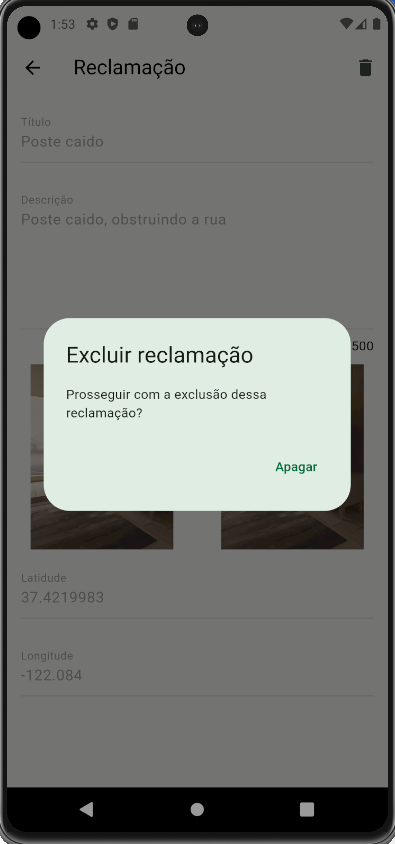 1:53
Reclamação
Título
Poste caido
Descrição
Poste caido, obstruindo a rua
500
Excluir reclamação
Prosseguir com a exclusão dessa
reclamação?
Apagar
Latidude
37.4219983
Longitude
-122.084